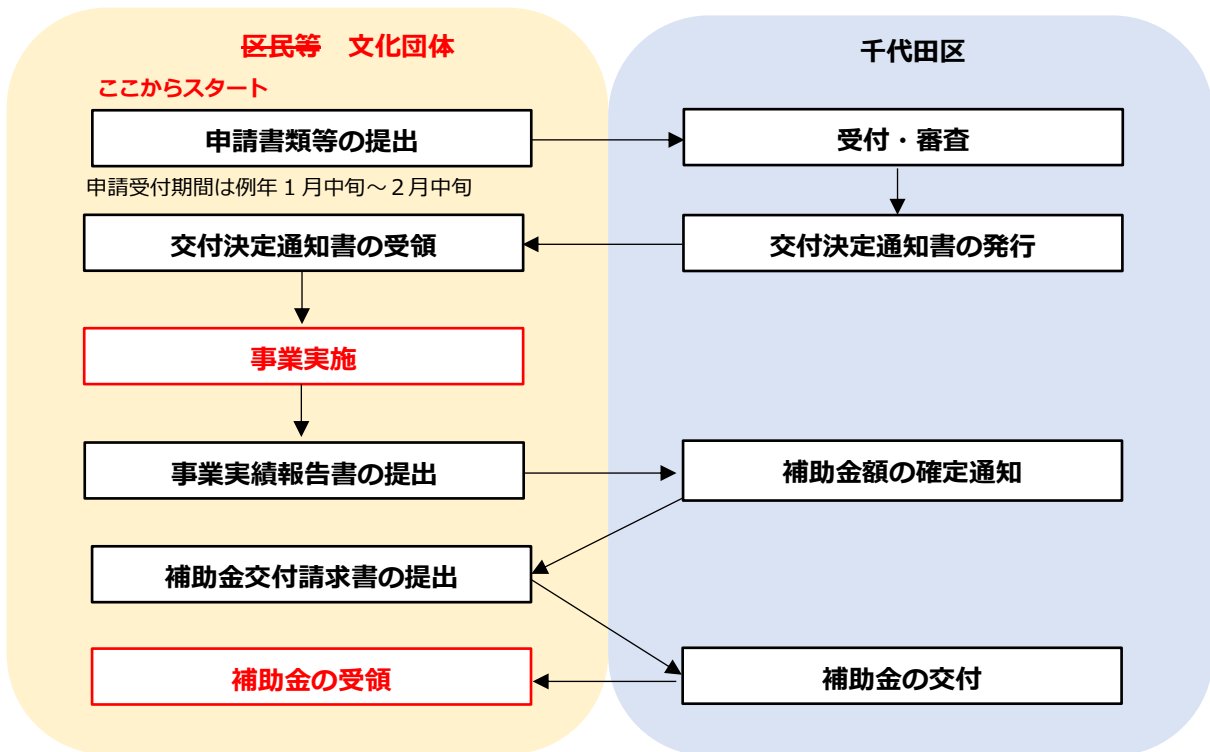 区民等　文化団体
千代田区
ここからスタート
申請書類等の提出
受付・審査
申請受付期間は例年１月中旬～２月中旬
交付決定通知書の受領
交付決定通知書の発行
事業実施
事業実績報告書の提出
補助金額の確定通知
補助金交付請求書の提出
補助金の受領
補助金の交付